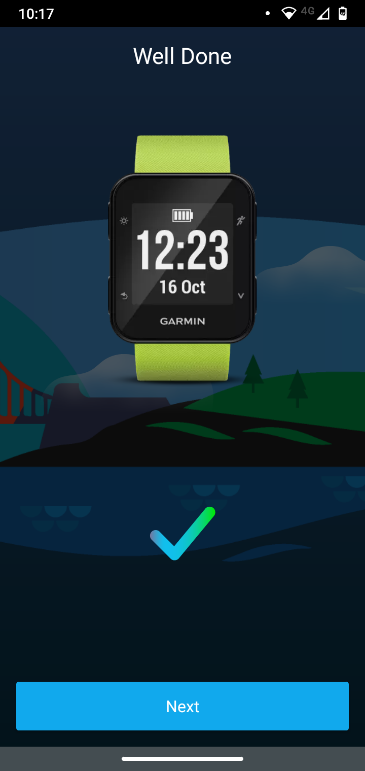 10:17
4G
Well Done
12:23
16 Oct
GARMIN
Next